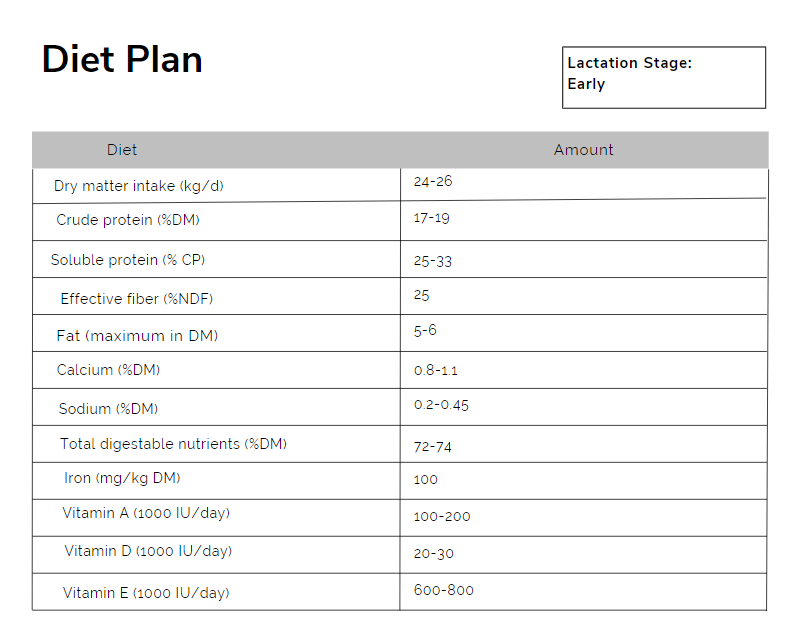 Diet Plan
Lactation Stage:
Early
Diet Amount
Dry matter intake (kg/d) 24-26
Crude protein (%DM) 17-19
Soluble protein (% CP) 25-33
Effective fiber (%NDF) 25
Fat (maximum in DM) 5-6
Calcium (%DM) 0.8-1.1
Sodium (%DM) 0.2-0.45
Total digestable nutrients (%DM) 72-74
Iron (mg/kg DM) 100
Vitamin A (1000 IU/day) 100-200
Vitamin D (1000 IU/day) 20-30
Vitamin E (1000 IU/day) 600-800